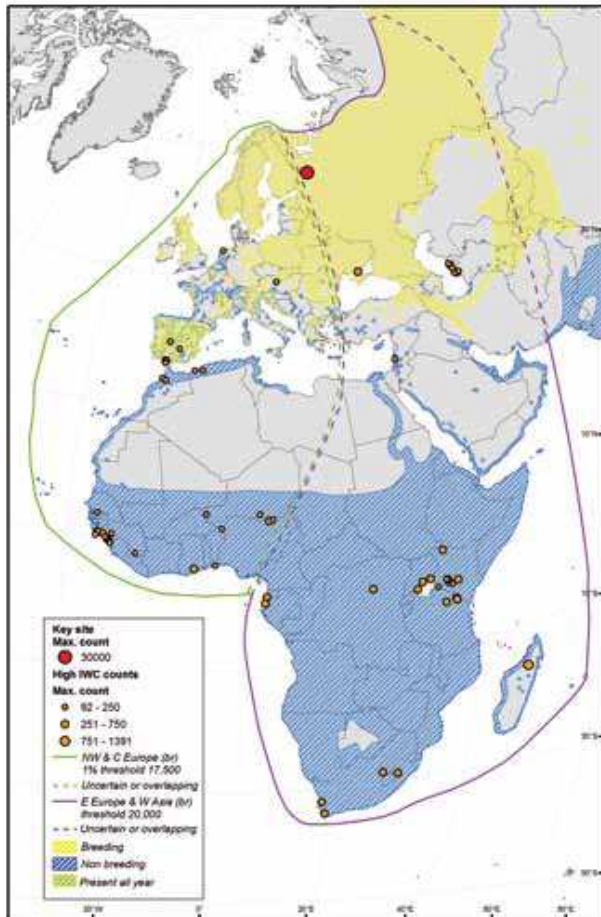 Key site
Max. count
30000
High IWC counts
Max. count
62 - 250
251 - 750
751 - 1391
NW & C Europe (br)
1% threshold 17,500
Uncertain or overlapping
E Europe & W Asia (br)
threshold 20,000
Uncertain or overlapping
Breeding
Non breeding
Present all year
0°